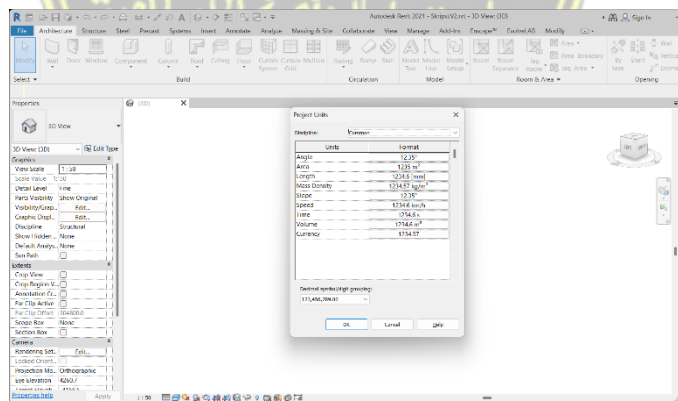 Autodesk Revit 2021 - Skripsi V2.rvt - 3D View: {3D}
Sign In
File Architecture Structure Steel Precast Systems Insert Annotate Analyze Massing & Site Collaborate View Manage Add-Ins Enscape™ Modify
Modify Wall Door Window Component Column Roof Ceiling Floor Curtain System Curtain Grid Mullion Railing Ramp Stair Model Text Model Line Model Group Room Room Separator Tag Room Area Area Boundary Tag Area By Face Shaft Wall Vertical Dormer
Select Build Circulation Model Room & Area Opening
Properties
{3D}
3D View
3D View: {3D} Edit Type
Graphics
View Scale 1 : 50
Scale Value 1: 50
Detail Level Fine
Parts Visibility Show Original
Visibility/Grap... Edit...
Graphic Displ... Edit...
Discipline Structural
Show Hidden ... None
Default Analys... None
Sun Path
Extents
Crop View
Crop Region V...
Annotation Cr...
Far Clip Active
Far Clip Offset 304800.0
Scope Box None
Section Box
Camera
Rendering Set... Edit...
Locked Orient...
Projection Mo... Orthographic
Eye Elevation 4260.7
Properties help Apply
Project Units
Discipline: Common
Units Format
Angle 12.35°
Area 1235 m²
Length 1234.6 [mm]
Mass Density 1234.57 kg/m³
Slope 12.35°
Speed 1234.6 km/h
Time 1234.6 s
Volume 1234.6 m³
Currency 1234.57
Decimal symbol/digit grouping:
123,456,789.00
OK Cancel Help
1 : 50